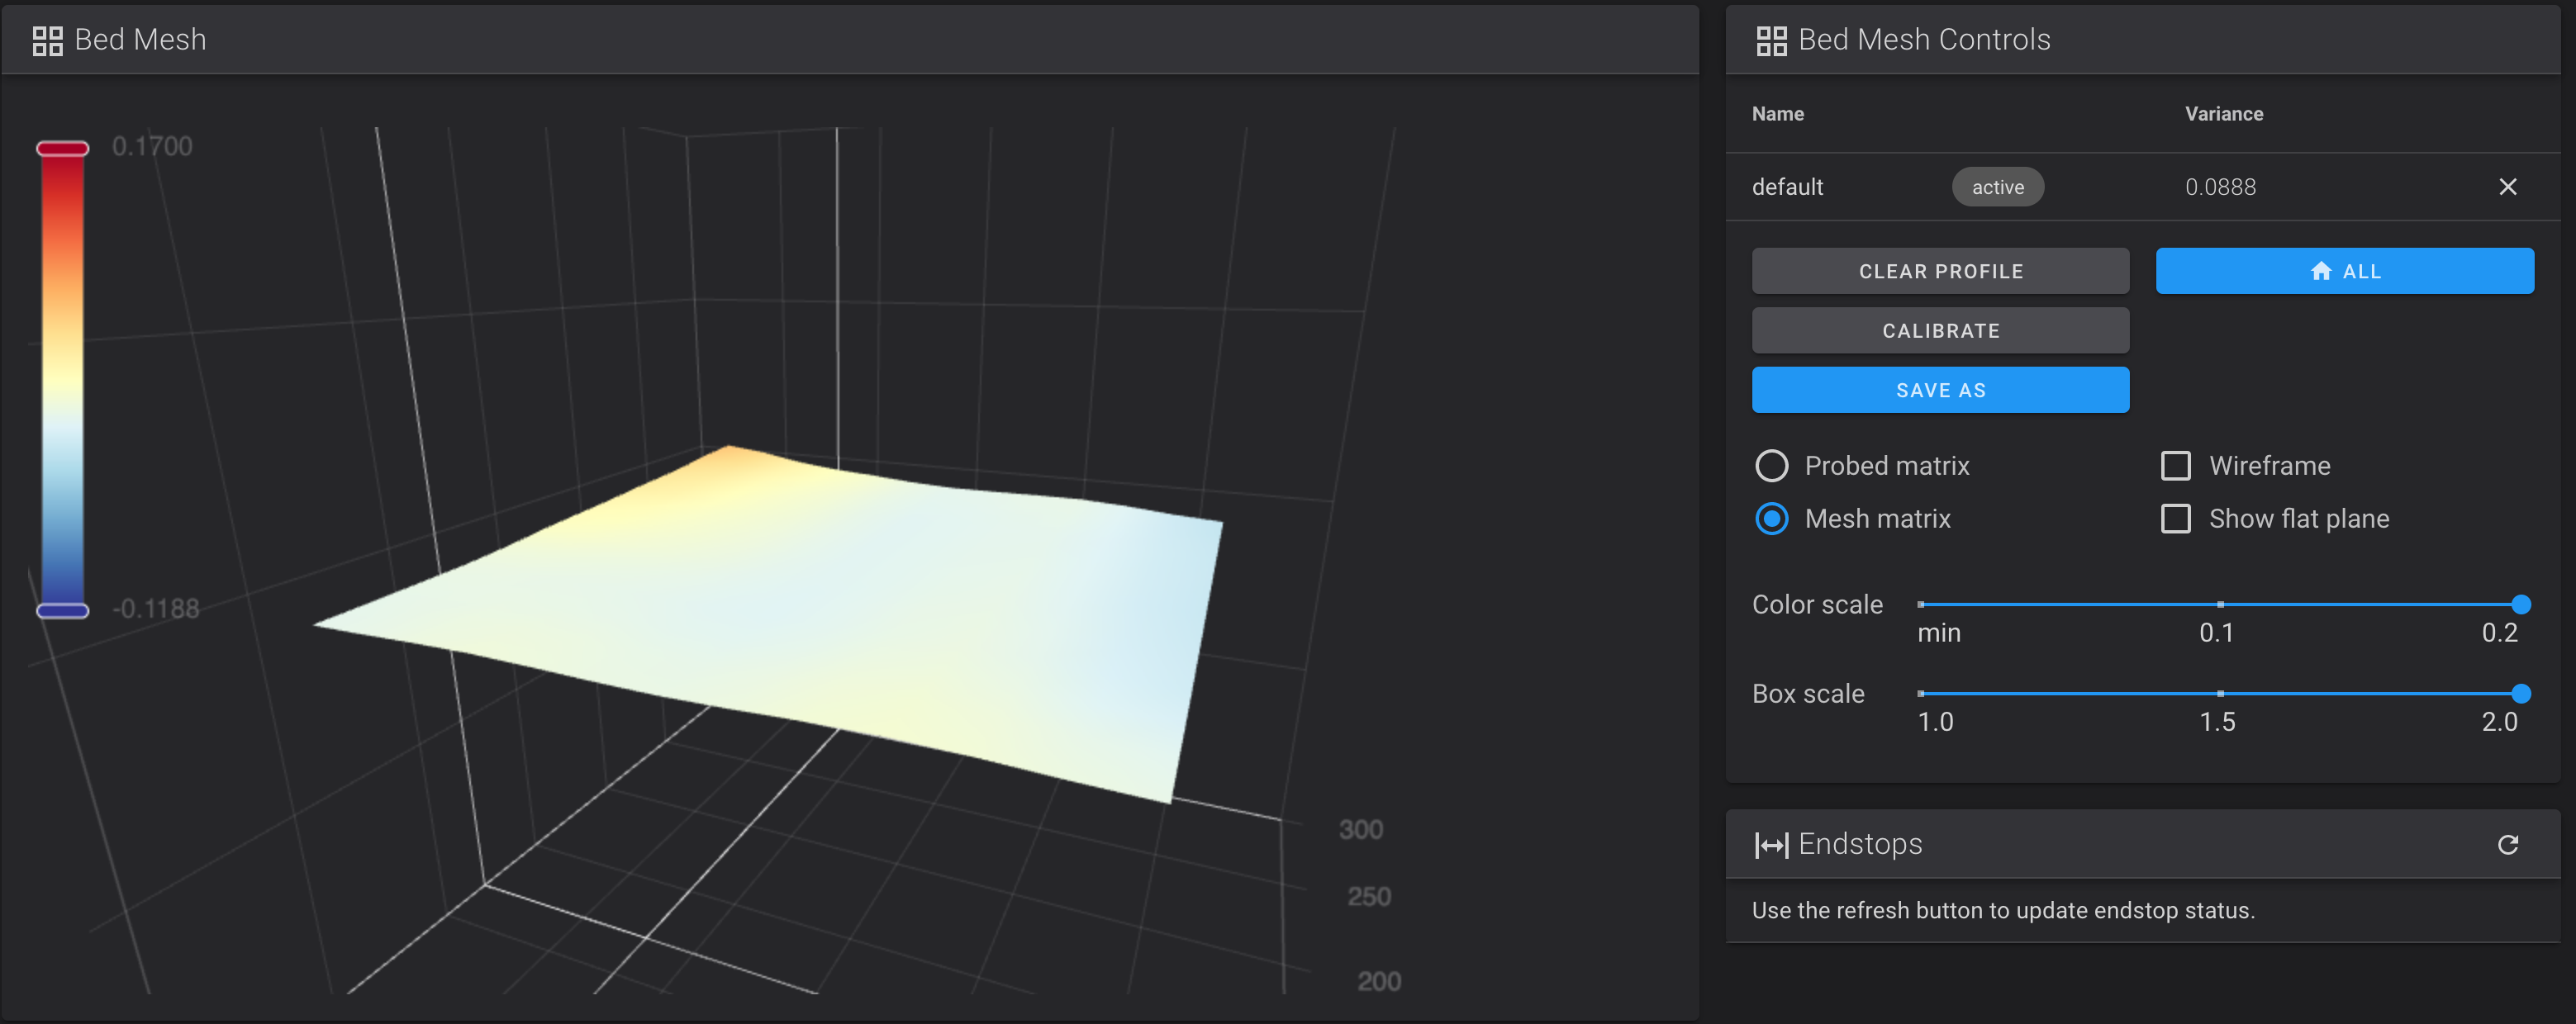 Bed Mesh
0.1700
-0.1188
300
250
200
Bed Mesh Controls
Name Variance
default active 0.0888
CLEAR PROFILE ALL
CALIBRATE
SAVE AS
Probed matrix Wireframe
Mesh matrix Show flat plane
Color scale
min 0.1 0.2
Box scale
1.0 1.5 2.0
Endstops
Use the refresh button to update endstop status.